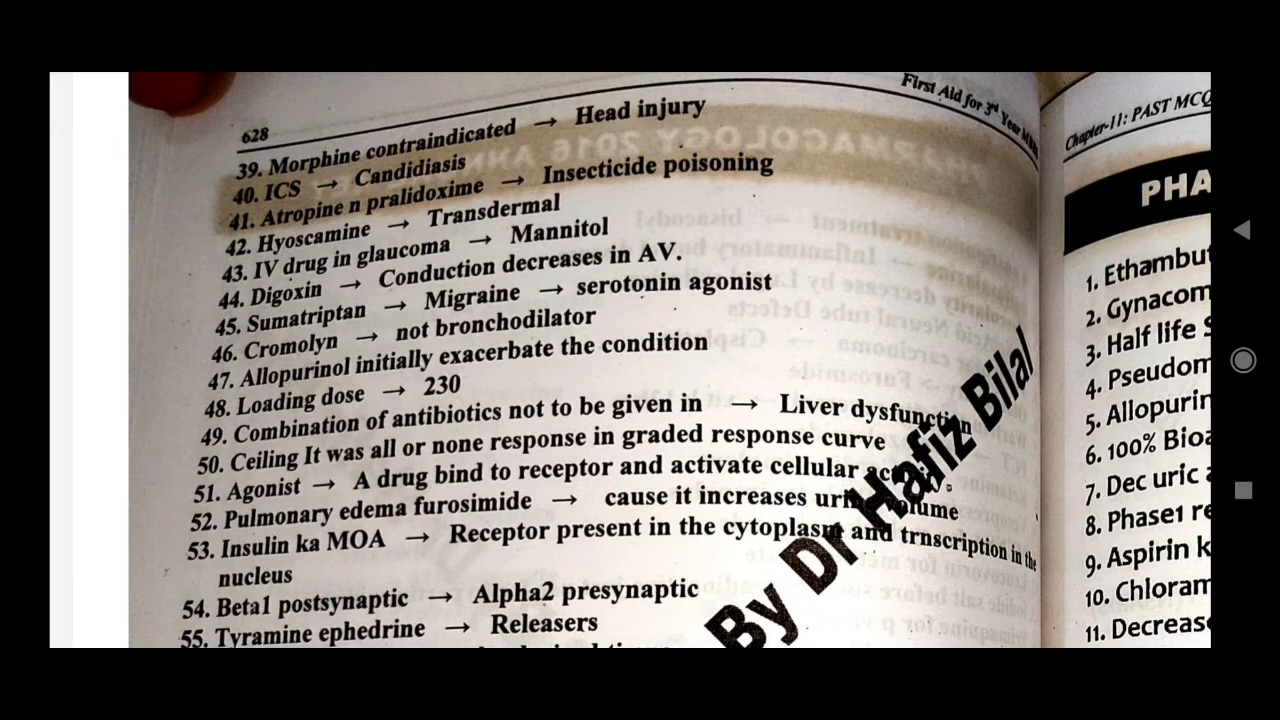 628
First Aid for 3rd Year
39. Morphine contraindicated → Head injury
40. ICS → Candidiasis
41. Atropine n pralidoxime → Insecticide poisoning
42. Hyoscamine → Transdermal
43. IV drug in glaucoma → Mannitol
44. Digoxin → Conduction decreases in AV.
45. Sumatriptan → Migraine → serotonin agonist
46. Cromolyn → not bronchodilator
47. Allopurinol initially exacerbate the condition
48. Loading dose → 230
49. Combination of antibiotics not to be given in → Liver dysfunction
50. Ceiling It was all or none response in graded response curve
51. Agonist → A drug bind to receptor and activate cellular
52. Pulmonary edema furosimide → cause it increases urine volume
53. Insulin ka MOA → Receptor present in the cytoplasm and trnscription in the
nucleus
54. Beta1 postsynaptic → Alpha2 presynaptic
55. Tyramine ephedrine → Releasers
By Dr Hafiz Bilal
Chapter-11: PAST MCQ
PHA
1. Ethambut
2. Gynacom
3. Half life
4. Pseudom
5. Allopurin
6. 100% Bioa
7. Dec uric
8. Phase1 re
9. Aspirin k
10. Chloram
11. Decrease